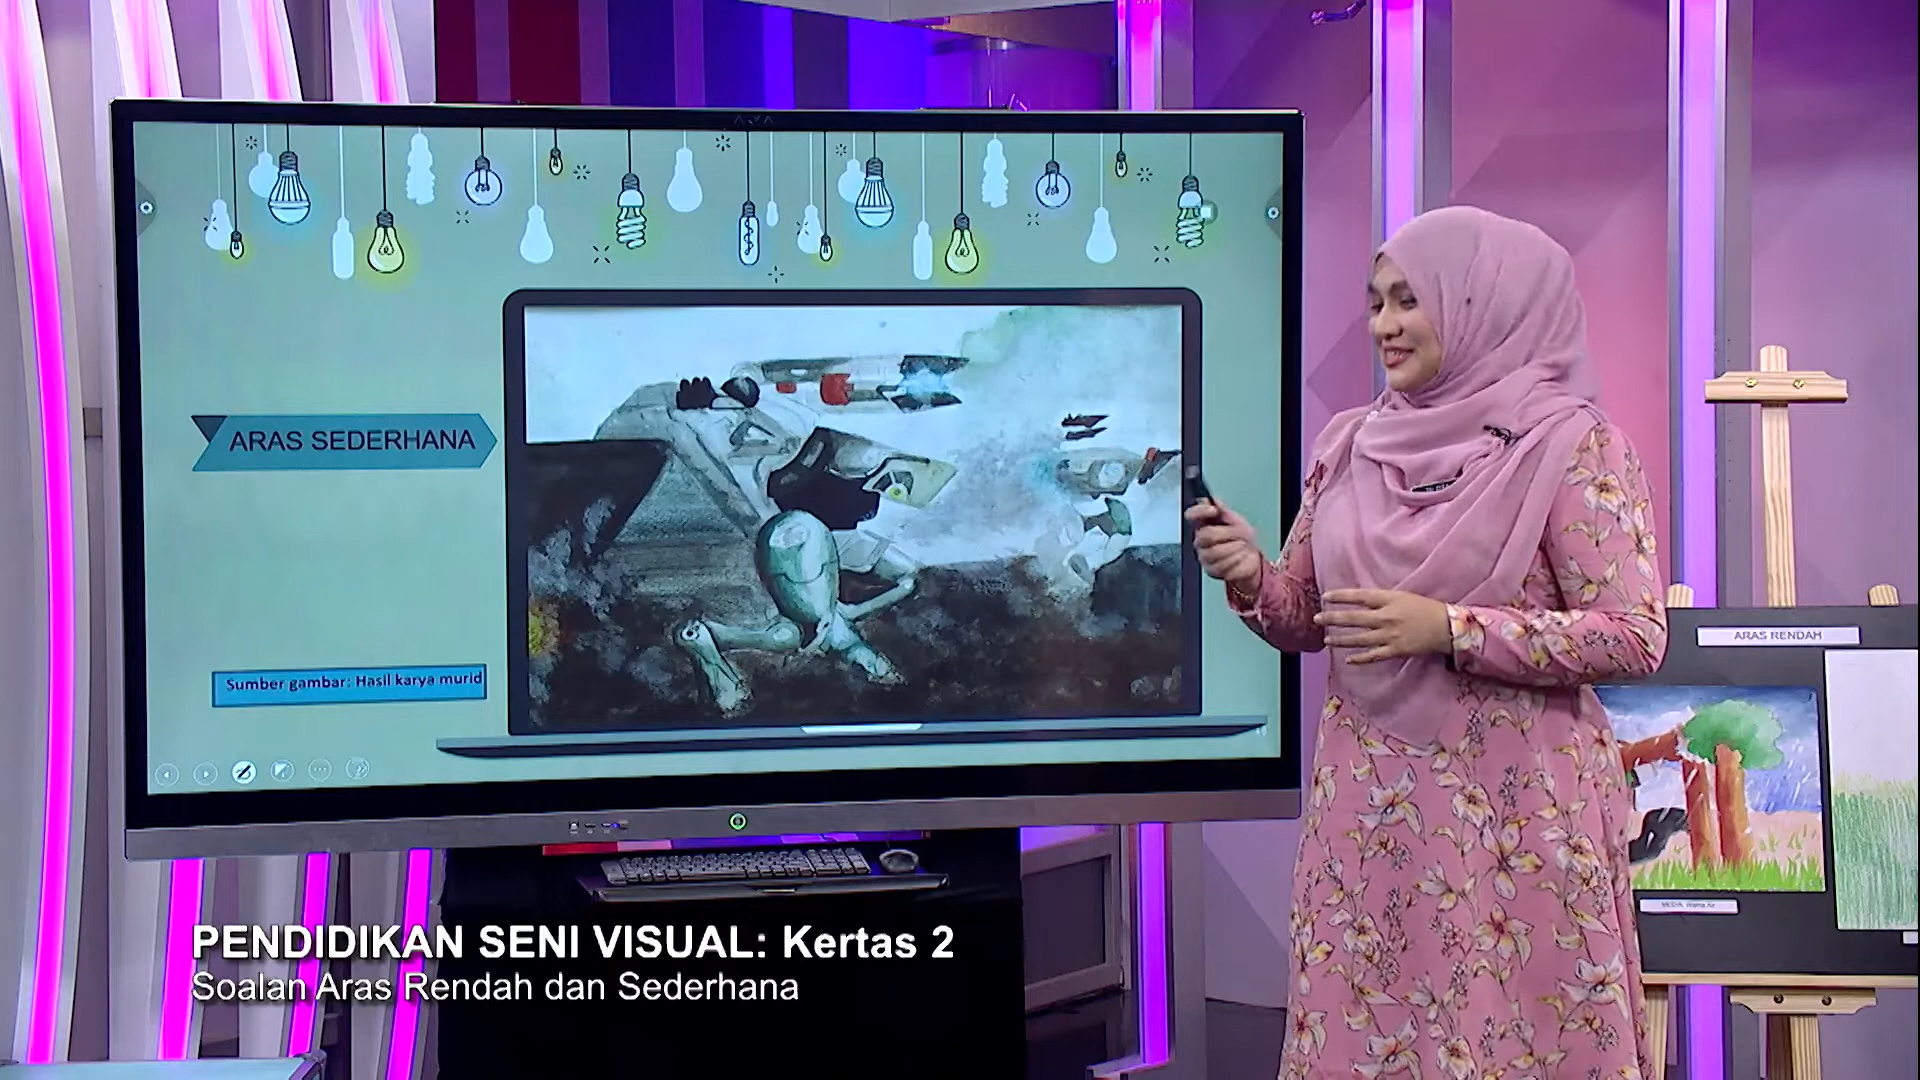 ARAS SEDERHANA
Sumber gambar: Hasil karya murid
ARAS RENDAH
PENDIDIKAN SENI VISUAL: Kertas 2
Soalan Aras Rendah dan Sederhana